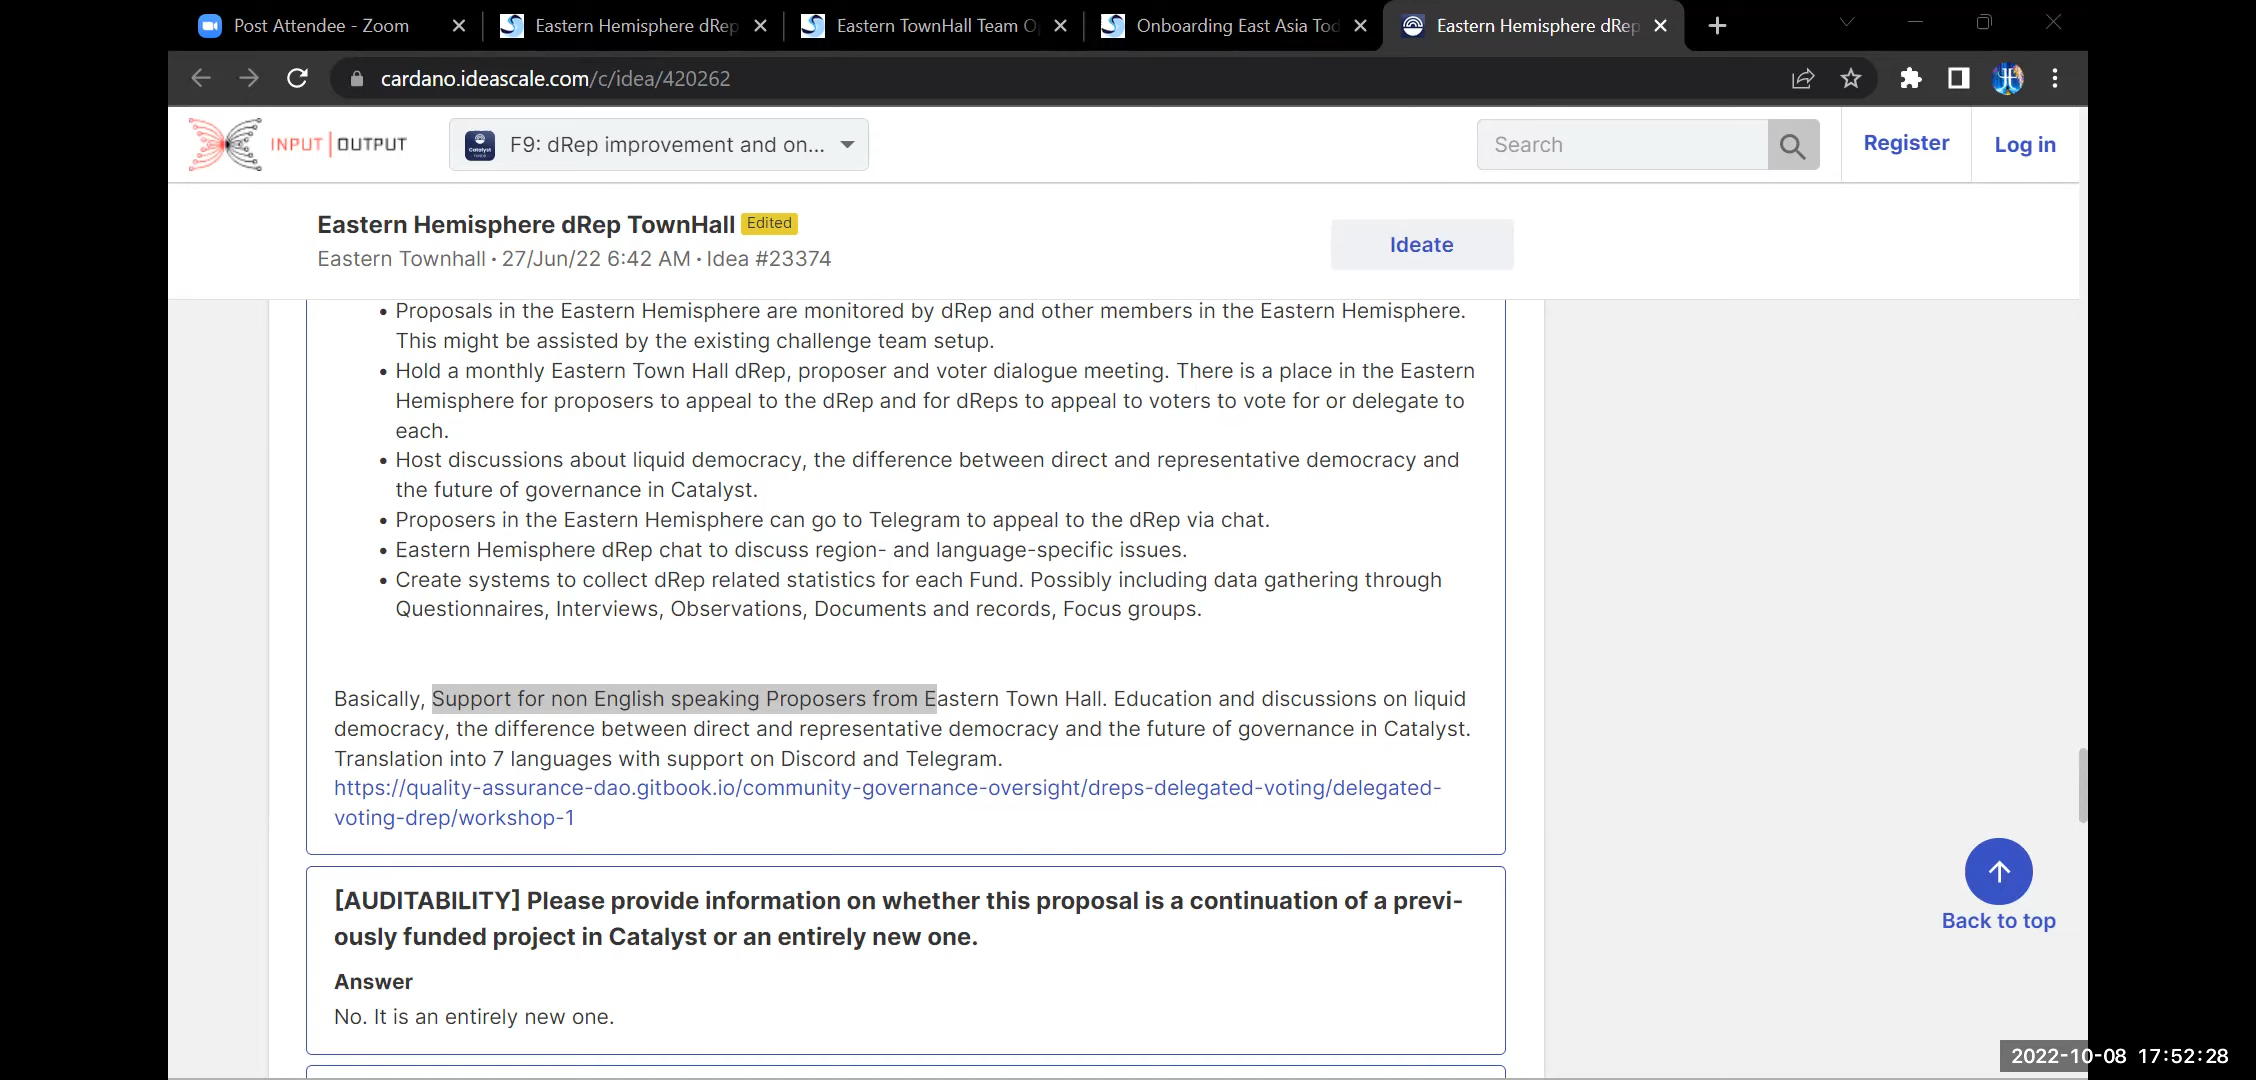 Post Attendee - Zoom
Eastern Hemisphere dRep
Eastern TownHall Team O
Onboarding East Asia Tod
Eastern Hemisphere dRep
cardano.ideascale.com/c/idea/420262
INPUT | OUTPUT
Catalyst
F9: dRep improvement and on...
Search
Register
Log in
Eastern Hemisphere dRep TownHall Edited
Eastern Townhall • 27/Jun/22 6:42 AM • Idea #23374
Ideate
• Proposals in the Eastern Hemisphere are monitored by dRep and other members in the Eastern Hemisphere.
This might be assisted by the existing challenge team setup.
• Hold a monthly Eastern Town Hall dRep, proposer and voter dialogue meeting. There is a place in the Eastern
Hemisphere for proposers to appeal to the dRep and for dReps to appeal to voters to vote for or delegate to
each.
• Host discussions about liquid democracy, the difference between direct and representative democracy and
the future of governance in Catalyst.
• Proposers in the Eastern Hemisphere can go to Telegram to appeal to the dRep via chat.
• Eastern Hemisphere dRep chat to discuss region- and language-specific issues.
• Create systems to collect dRep related statistics for each Fund. Possibly including data gathering through
Questionnaires, Interviews, Observations, Documents and records, Focus groups.
Basically, Support for non English speaking Proposers from Eastern Town Hall. Education and discussions on liquid
democracy, the difference between direct and representative democracy and the future of governance in Catalyst.
Translation into 7 languages with support on Discord and Telegram.
https://quality-assurance-dao.gitbook.io/community-governance-oversight/dreps-delegated-voting/delegated-
voting-drep/workshop-1
[AUDITABILITY] Please provide information on whether this proposal is a continuation of a previ-
ously funded project in Catalyst or an entirely new one.
Answer
No. It is an entirely new one.
Back to top
2022-10-08 17:52:28